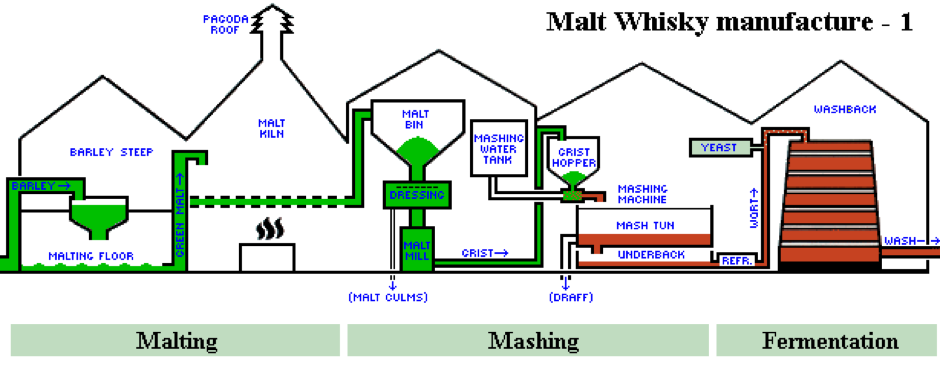 Malt Whisky manufacture - 1
PAGODA
ROOF
BARLEY STEEP
MALT
KILN
BARLEY →
GREEN MALT →
MALTING FLOOR
MALT
BIN
DRESSING
MALT
MILL
(MALT CULMS)
GRIST→
MASHING
WATER
TANK
GRIST
HOPPER
MASHING
MACHINE
MASH TUN
UNDERBACK
(DRAFF)
REFR.
WORT→
YEAST
WASHBACK
WASH→
Malting
Mashing
Fermentation